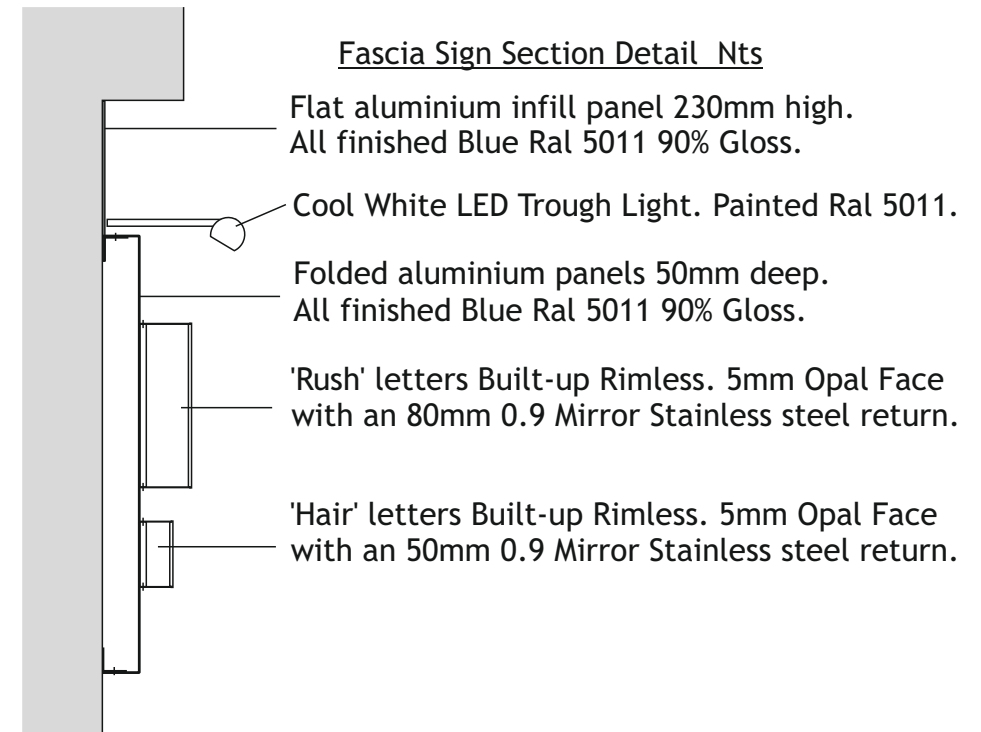 Fascia Sign Section Detail  Nts
Flat aluminium infill panel 230mm high.
All finished Blue Ral 5011 90% Gloss.
Cool White LED Trough Light. Painted Ral 5011.
Folded aluminium panels 50mm deep.
All finished Blue Ral 5011 90% Gloss.
'Rush' letters Built-up Rimless. 5mm Opal Face
with an 80mm 0.9 Mirror Stainless steel return.
'Hair' letters Built-up Rimless. 5mm Opal Face
with an 50mm 0.9 Mirror Stainless steel return.